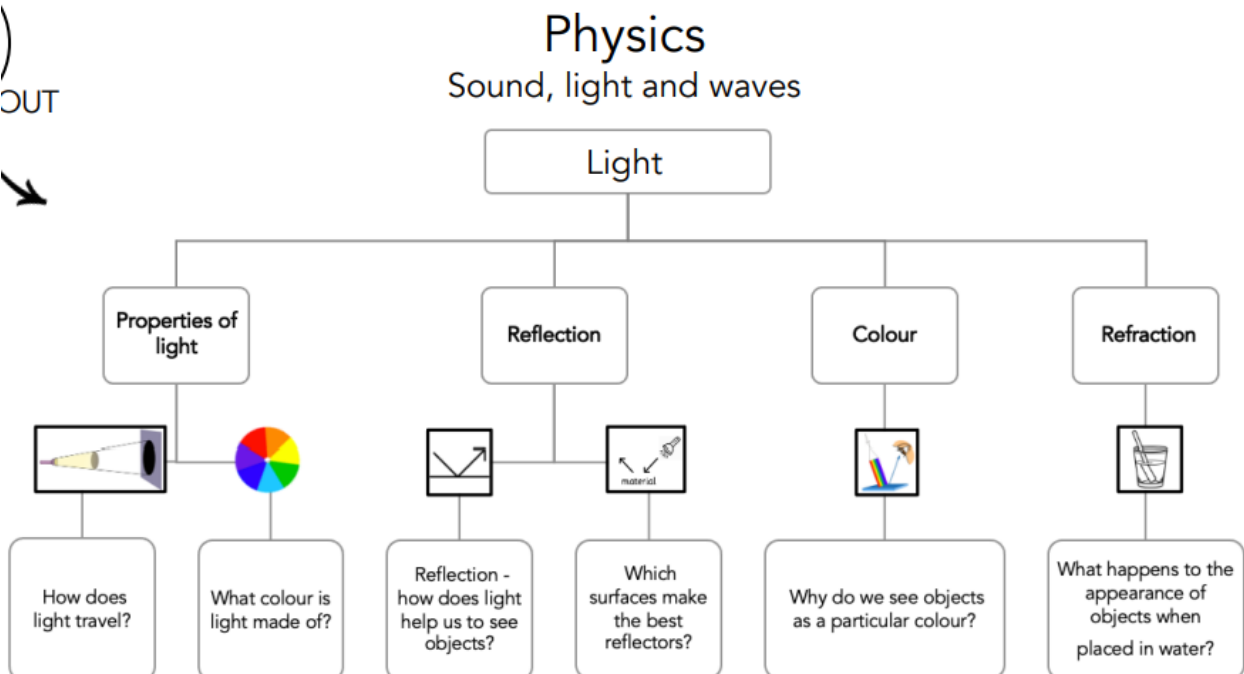 Physics
Sound, light and waves
OUT
Light
Properties of
light
Reflection
Colour
Refraction
material
How does
light travel?
What colour is
light made of?
Reflection -
how does light
help us to see
objects?
Which
surfaces make
the best
reflectors?
Why do we see objects
as a particular colour?
What happens to the
appearance of
objects when
placed in water?